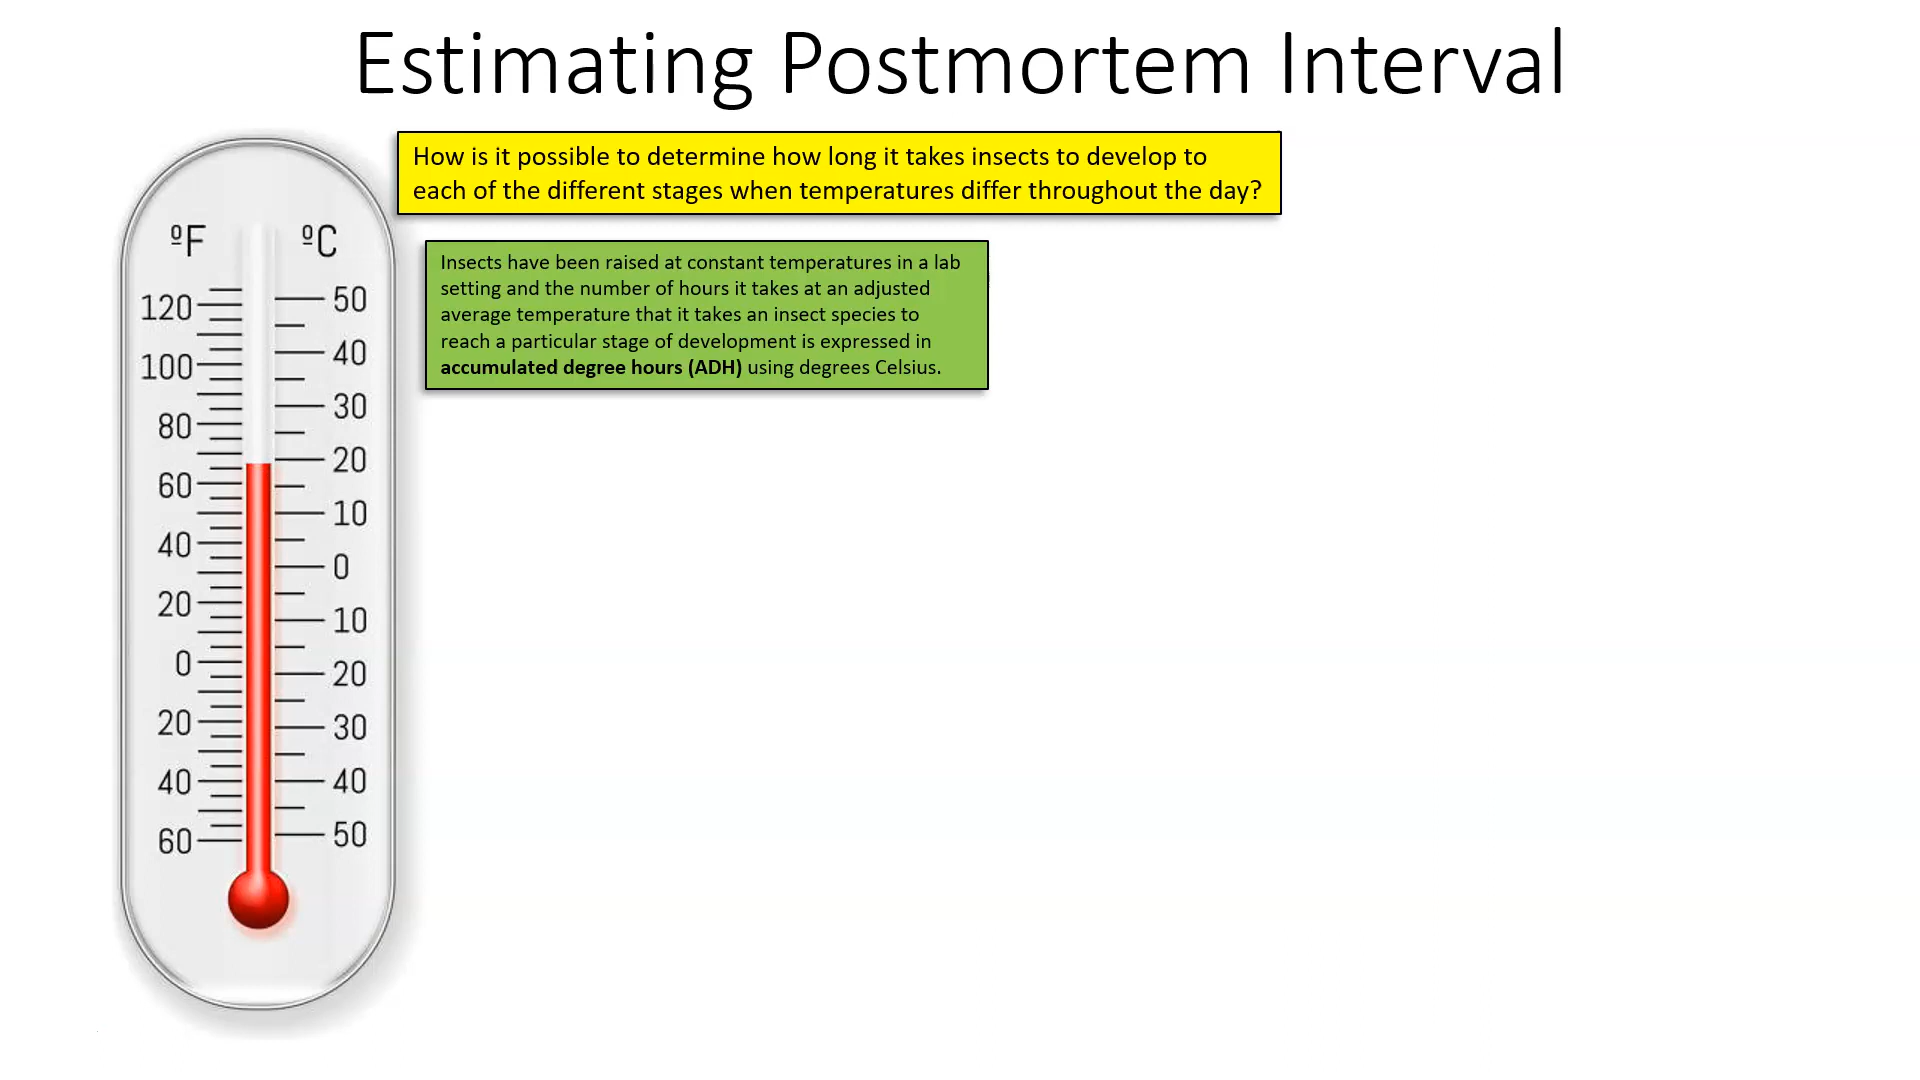 Estimating Postmortem Interval
How is it possible to determine how long it takes insects to develop to
each of the different stages when temperatures differ throughout the day?
Insects have been raised at constant temperatures in a lab
setting and the number of hours it takes at an adjusted
average temperature that it takes an insect species to
reach a particular stage of development is expressed in
accumulated degree hours (ADH) using degrees Celsius.
ºF ºC
120 50
100 40
80 30
60 20
40 10
20 0
0 10
20 20
40 30
60 40
50